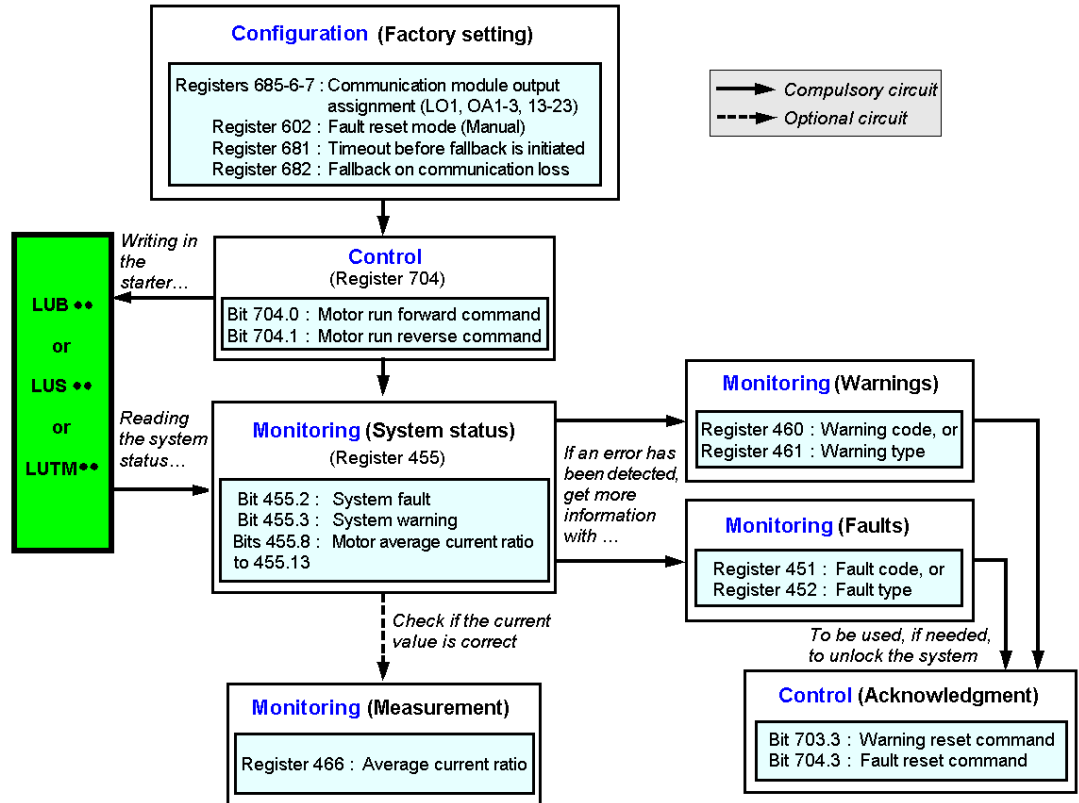 Configuration (Factory setting)
Registers 685-6-7 : Communication module output
assignment (LO1, OA1-3, 13-23)
Register 602 : Fault reset mode (Manual)
Register 681 : Timeout before fallback is initiated
Register 682 : Fallback on communication loss
Compulsory circuit
Optional circuit
Writing in
the
starter…
Control
(Register 704)
Bit 704.0 : Motor run forward command
Bit 704.1 : Motor run reverse command
LUB ••
or
LUS ••
or
LUTM••
Reading
the system
status…
Monitoring (System status)
(Register 455)
Bit 455.2 : System fault
Bit 455.3 : System warning
Bits 455.8 : Motor average current ratio
to 455.13
If an error has
been detected,
get more
information
with …
Monitoring (Warnings)
Register 460 : Warning code, or
Register 461 : Warning type
Monitoring (Faults)
Register 451 : Fault code, or
Register 452 : Fault type
Check if the current
value is correct
To be used, if needed,
to unlock the system
Monitoring (Measurement)
Register 466 : Average current ratio
Control (Acknowledgment)
Bit 703.3 : Warning reset command
Bit 704.3 : Fault reset command